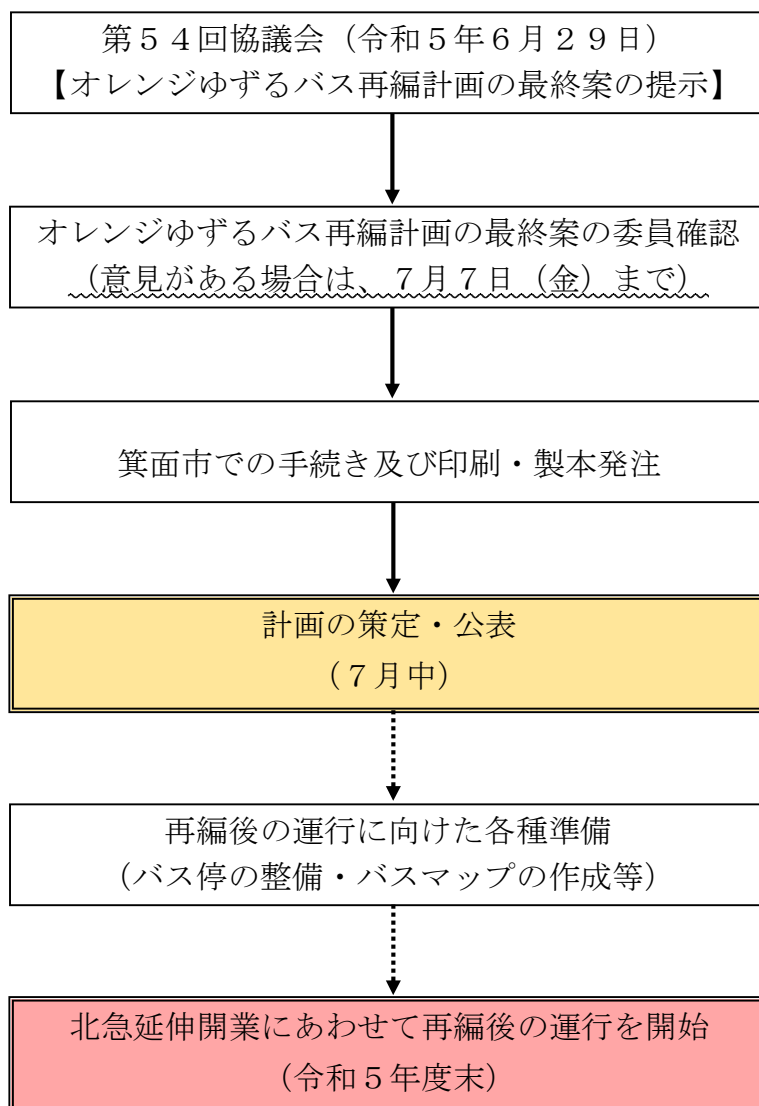 第５４回協議会（令和５年６月２９日）
【オレンジゆずるバス再編計画の最終案の提示】
オレンジゆずるバス再編計画の最終案の委員確認
（意見がある場合は、７月７日（金）まで）
箕面市での手続き及び印刷・製本発注
計画の策定・公表
（７月中）
再編後の運行に向けた各種準備
（バス停の整備・バスマップの作成等）
北急延伸開業にあわせて再編後の運行を開始
（令和５年度末）